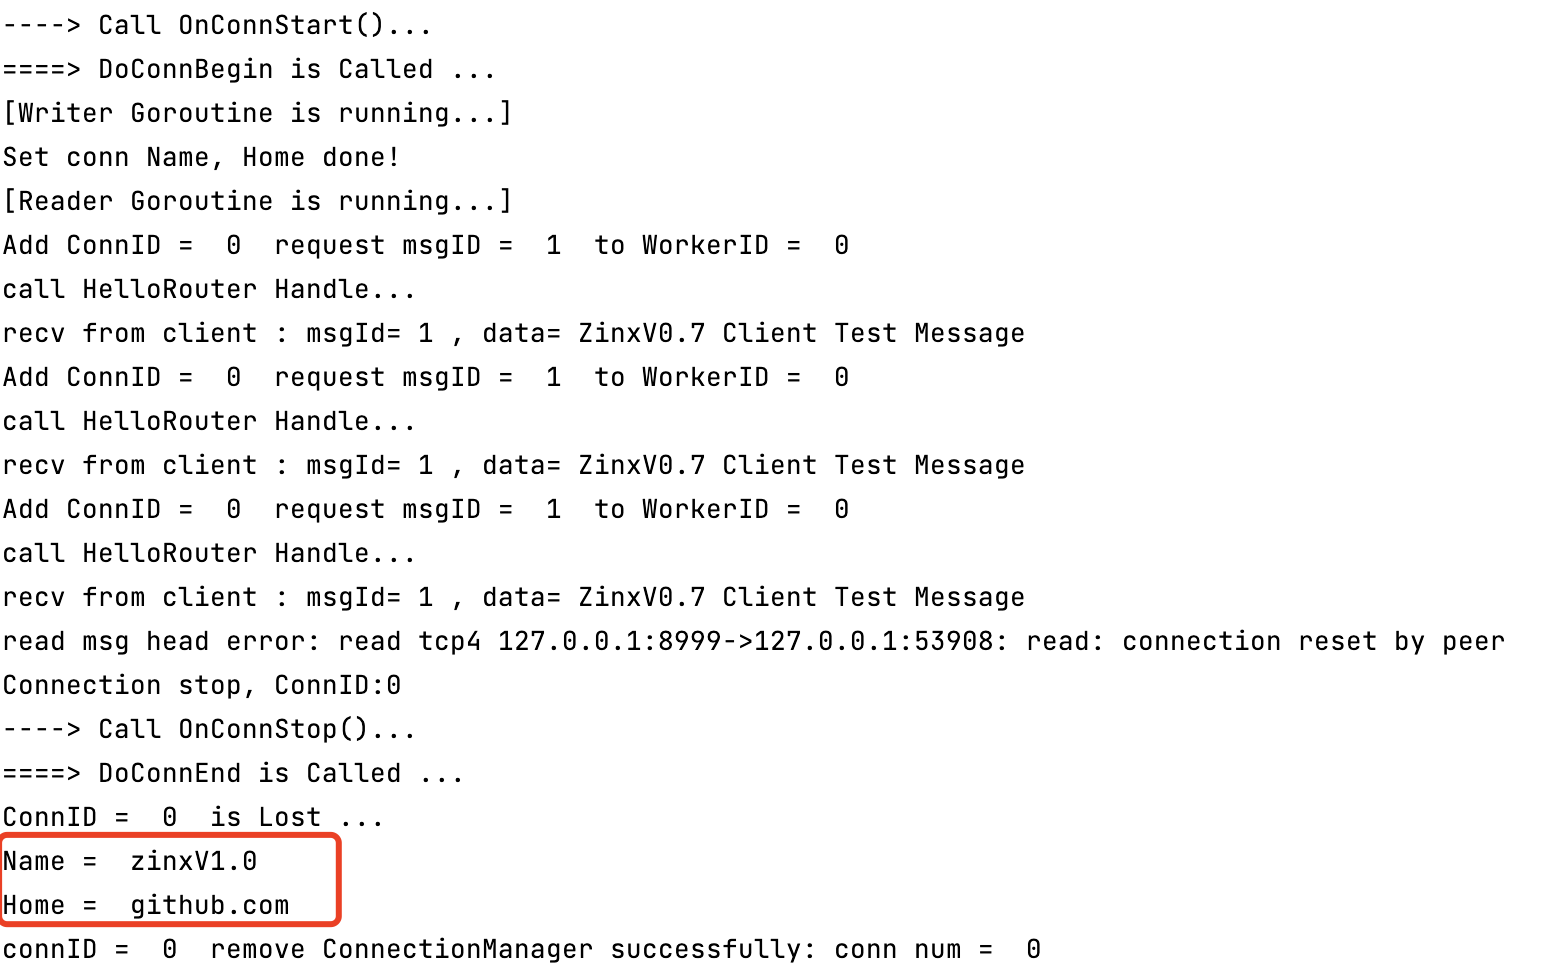 ----> Call OnConnStart()...
====> DoConnBegin is Called ...
[Writer Goroutine is running...]
Set conn Name, Home done!
[Reader Goroutine is running...]
Add ConnID =  0  request msgID =  1  to WorkerID =  0
call HelloRouter Handle...
recv from client : msgId= 1 , data= ZinxV0.7 Client Test Message
Add ConnID =  0  request msgID =  1  to WorkerID =  0
call HelloRouter Handle...
recv from client : msgId= 1 , data= ZinxV0.7 Client Test Message
Add ConnID =  0  request msgID =  1  to WorkerID =  0
call HelloRouter Handle...
recv from client : msgId= 1 , data= ZinxV0.7 Client Test Message
read msg head error: read tcp4 127.0.0.1:8999->127.0.0.1:53908: read: connection reset by peer
Connection stop, ConnID:0
----> Call OnConnStop()...
====> DoConnEnd is Called ...
ConnID =  0  is Lost ...
Name =  zinxV1.0
Home =  github.com
connID =  0  remove ConnectionManager successfully: conn num =  0